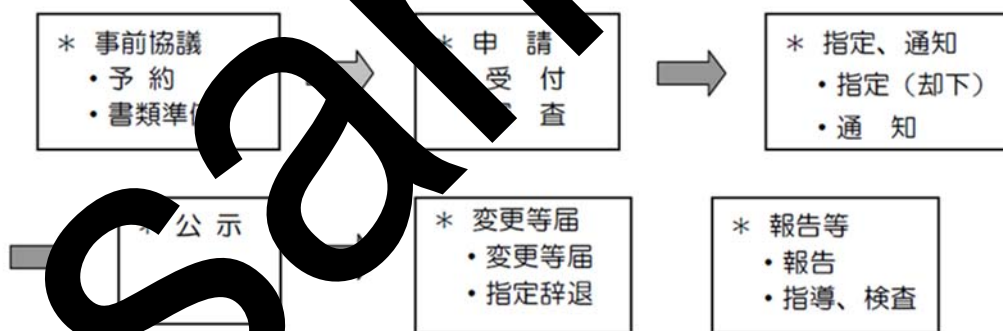 * 事前協議
・予 約
・書類準
* 申 請
受 付
査
* 指定、通知
・指定（却下）
・通 知
* 公 示
* 変更等届
・変更等届
・指定辞退
* 報告等
・報告
・指導、検査
sam